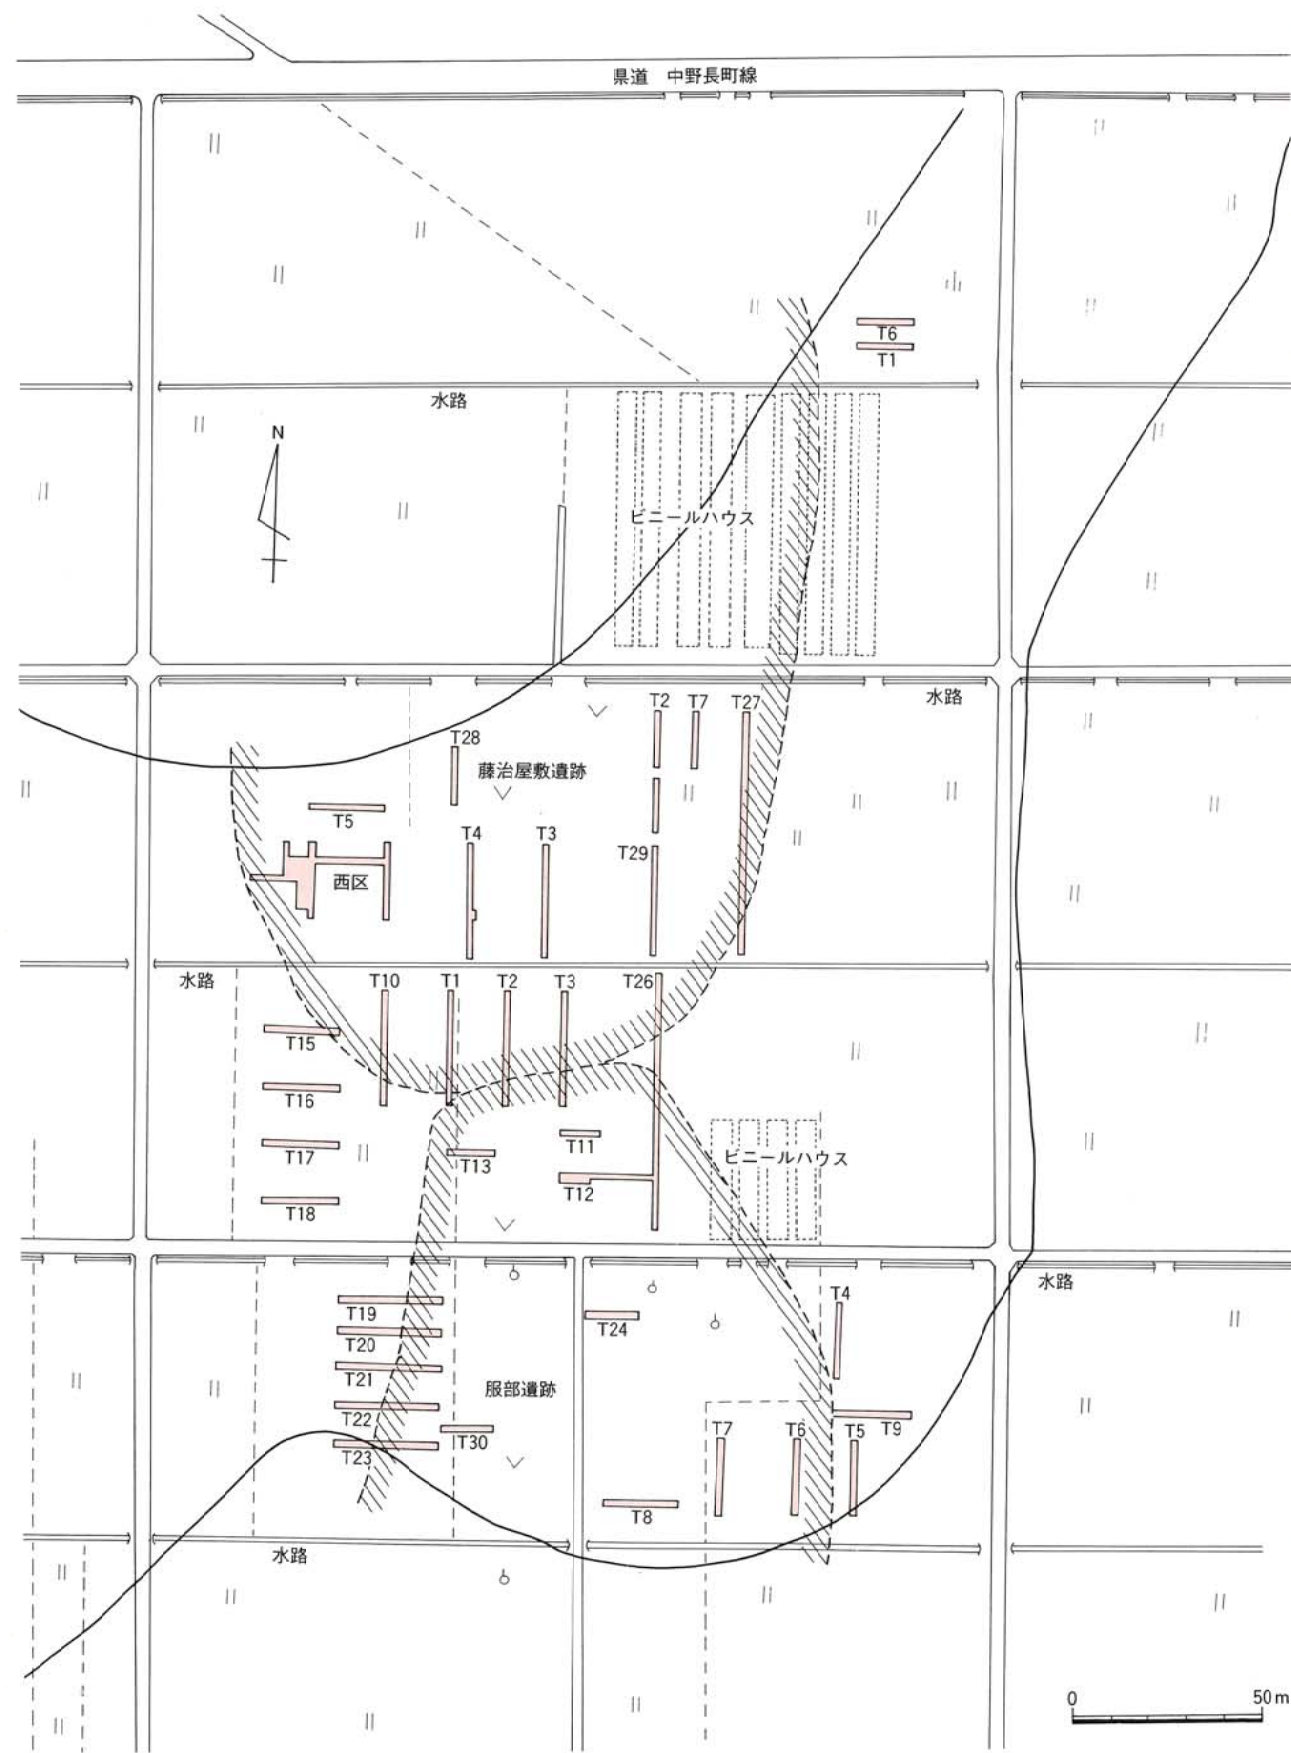 県道 中野長町線
T6
T1
水路
N
ビニールハウス
水路
T2 T7 T27
T28
藤治屋敷遺跡
T5
T4 T3
T29
西区
水路
T10 T1 T2 T3 T26
T15
T16
T11
T17
T13
ビニールハウス
T12
T18
水路
T4
T19
T24
T20
T21
服部遺跡
T22
T9
T30
T7 T6 T5
T23
T8
水路
0 50m